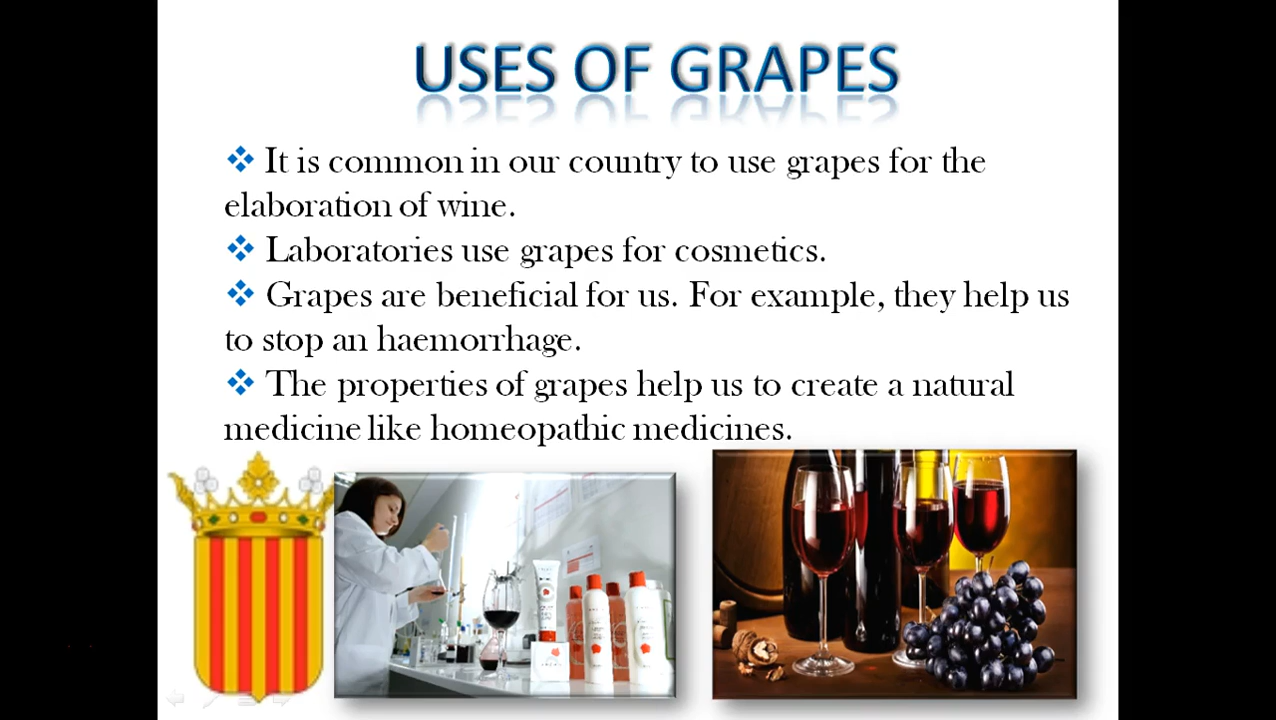 USES OF GRAPES
❖ It is common in our country to use grapes for the
elaboration of wine.
❖ Laboratories use grapes for cosmetics.
❖ Grapes are beneficial for us. For example, they help us
to stop an haemorrhage.
❖ The properties of grapes help us to create a natural
medicine like homeopathic medicines.